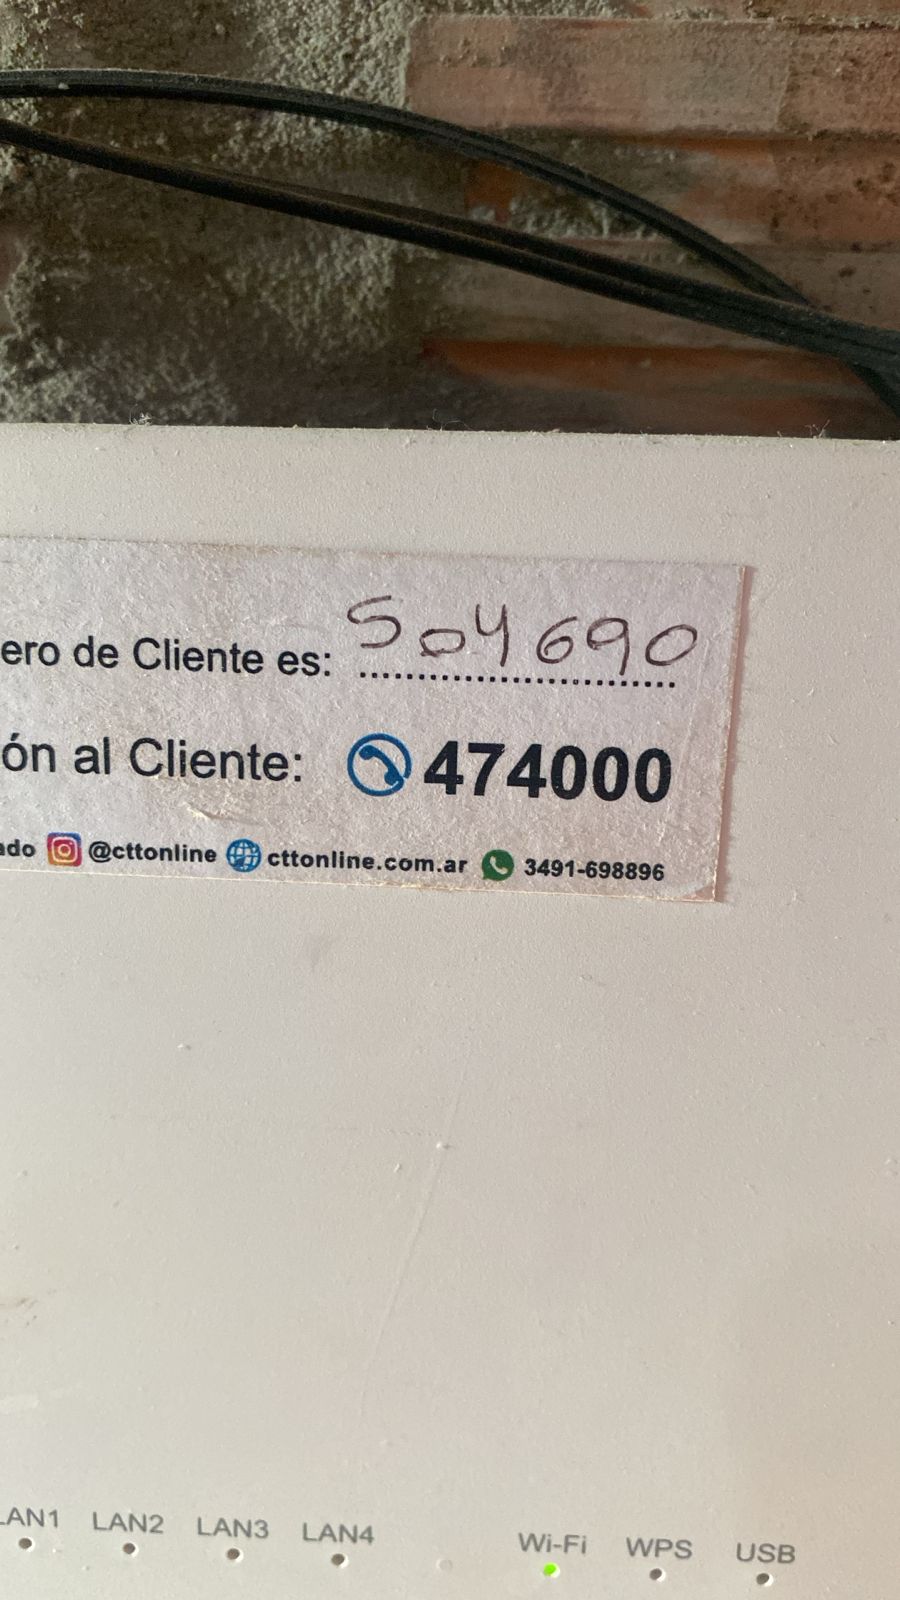 ero de Cliente es: 504690
ón al Cliente: 474000
ado @cttonline cttonline.com.ar 3491-698896
LAN1 LAN2 LAN3 LAN4 Wi-Fi WPS USB